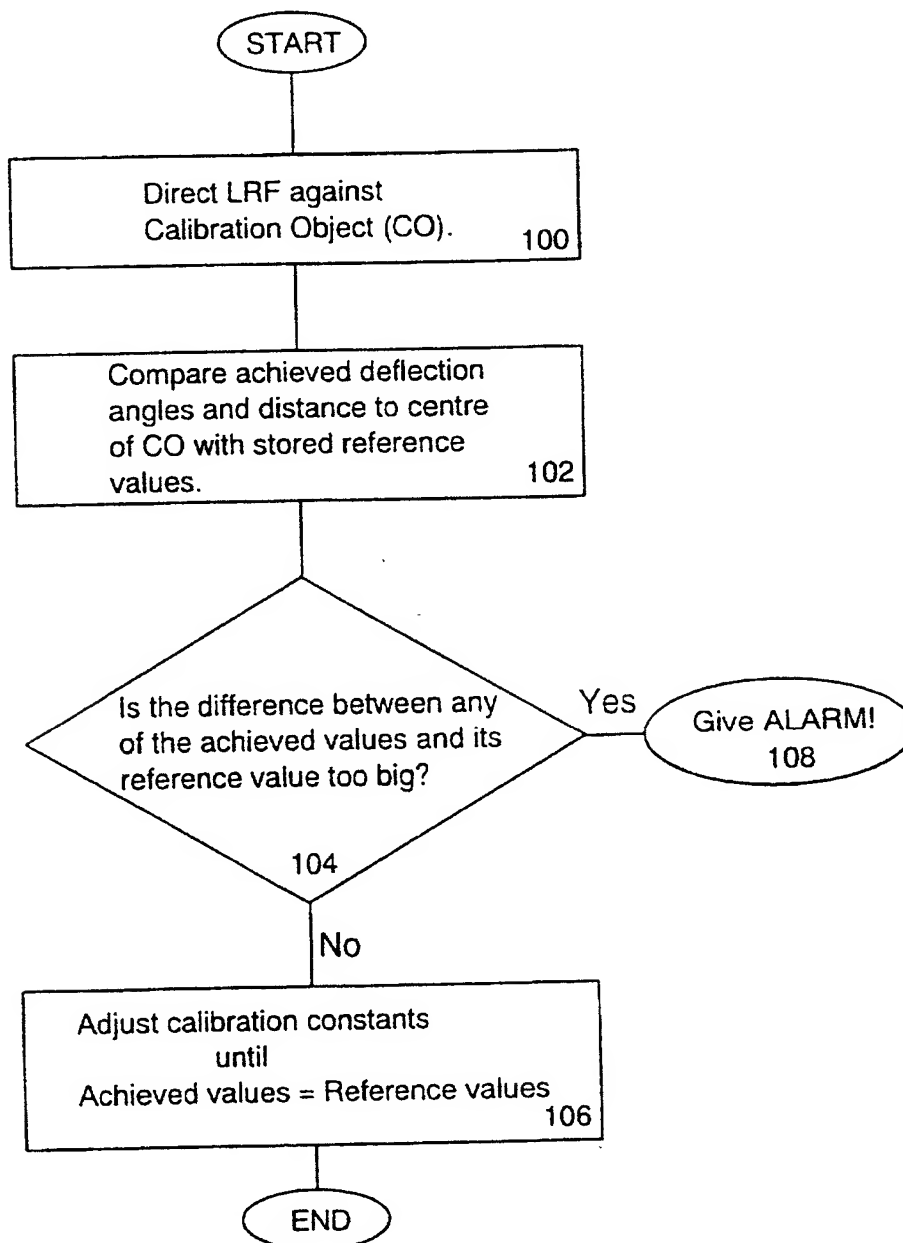 START
Direct LRF against
Calibration Object (CO).
100
Compare achieved deflection
angles and distance to centre
of CO with stored reference
values.
102
Is the difference between any
of the achieved values and its
reference value too big?
104
Yes
Give ALARM!
108
No
Adjust calibration constants
until
Achieved values = Reference values
106
END